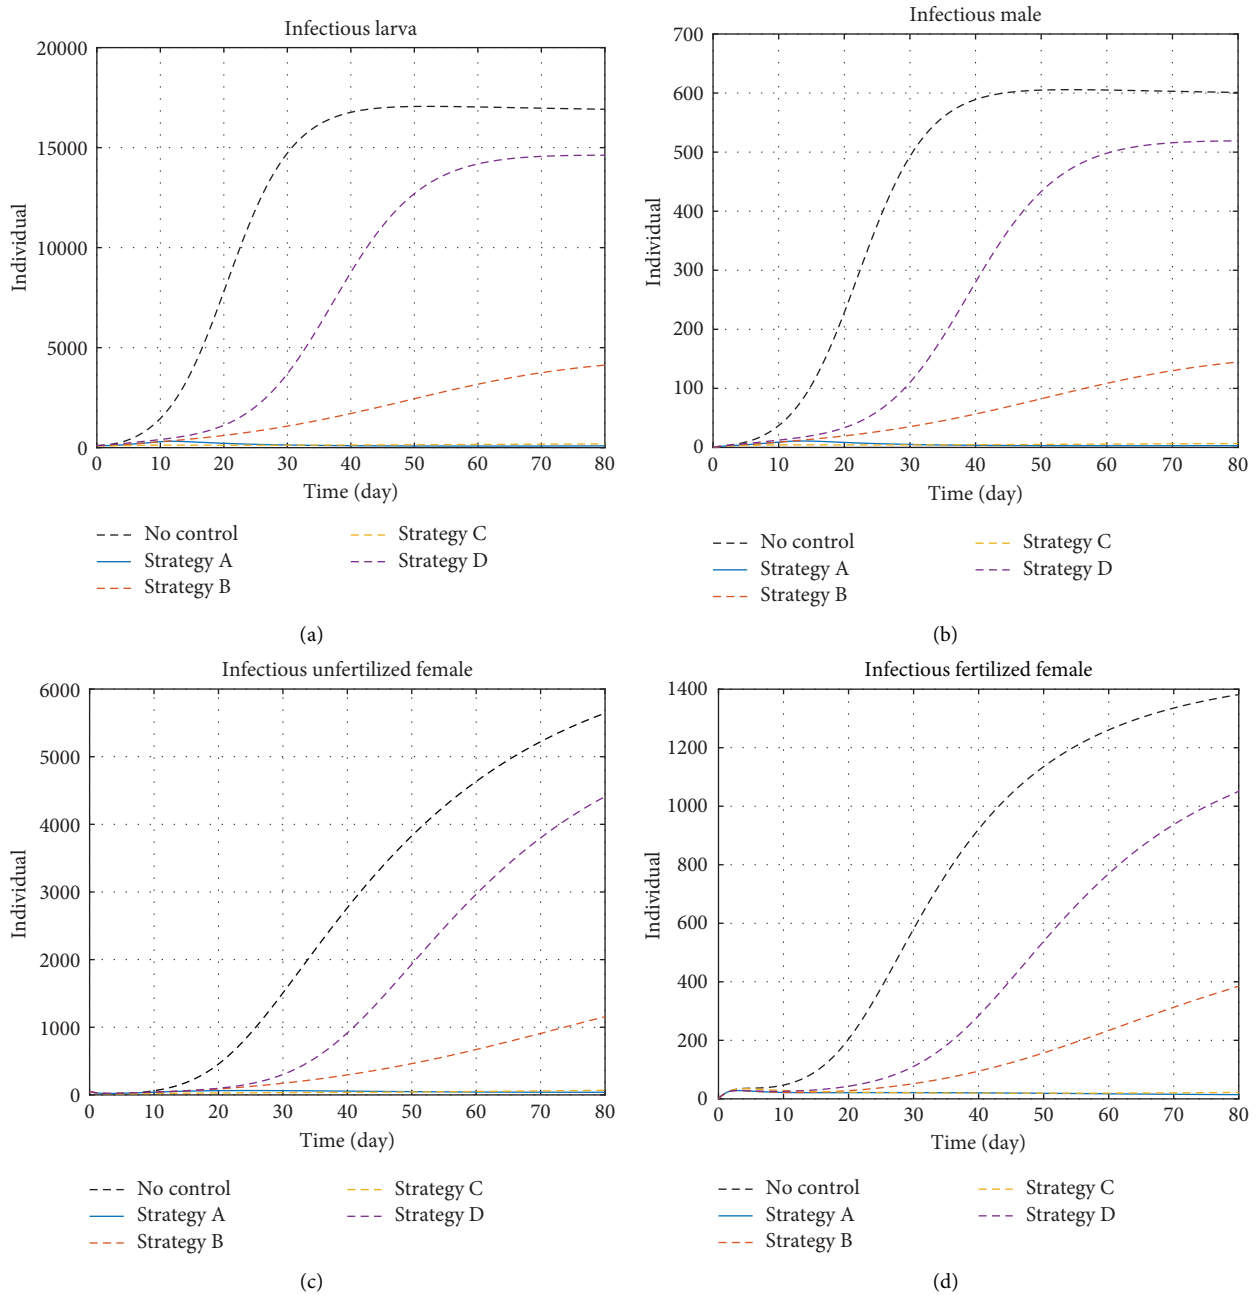 Infectious larva
20000
15000
10000
5000
0
Individual
0 10 20 30 40 50 60 70 80
Time (day)
No control
Strategy A
Strategy B
Strategy C
Strategy D
(a)
Infectious male
700
600
500
400
300
200
100
0
Individual
0 10 20 30 40 50 60 70 80
Time (day)
No control
Strategy A
Strategy B
Strategy C
Strategy D
(b)
Infectious unfertilized female
6000
5000
4000
3000
2000
1000
0
Individual
0 10 20 30 40 50 60 70 80
Time (day)
No control
Strategy A
Strategy B
Strategy C
Strategy D
(c)
Infectious fertilized female
1400
1200
1000
800
600
400
200
0
Individual
0 10 20 30 40 50 60 70 80
Time (day)
No control
Strategy A
Strategy B
Strategy C
Strategy D
(d)